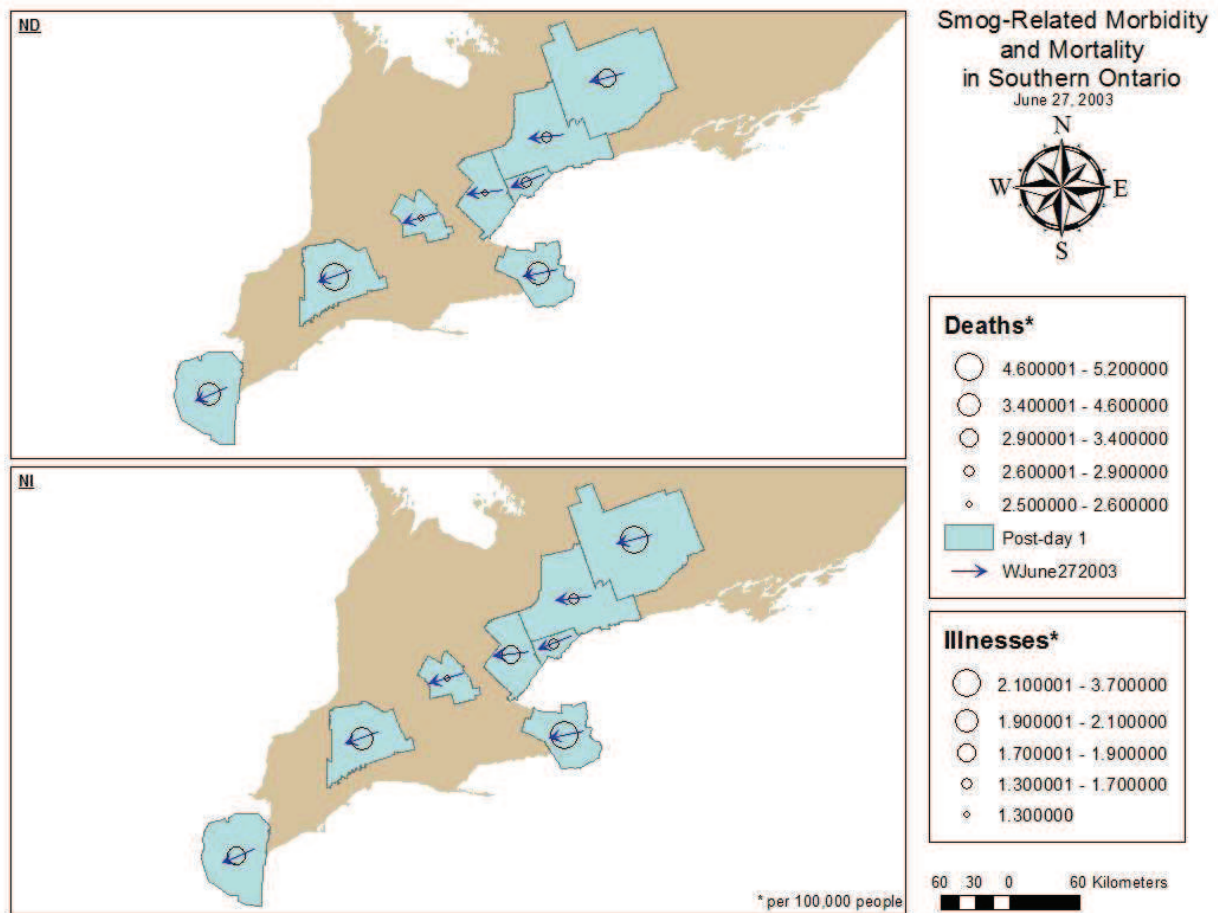 ND
Smog-Related Morbidity
and Mortality
in Southern Ontario
June 27, 2003
N
W
E
S
Deaths*
4.600001 - 5.200000
3.400001 - 4.600000
2.900001 - 3.400000
2.600001 - 2.900000
2.500000 - 2.600000
Post-day 1
WJune272003
NI
Illnesses*
2.100001 - 3.700000
1.900001 - 2.100000
1.700001 - 1.900000
1.300001 - 1.700000
1.300000
* per 100,000 people
60 30 0 60 Kilometers